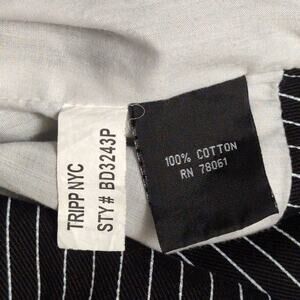 TRIPP NYC
STY# BD3243P
100% COTTON
RN 78061